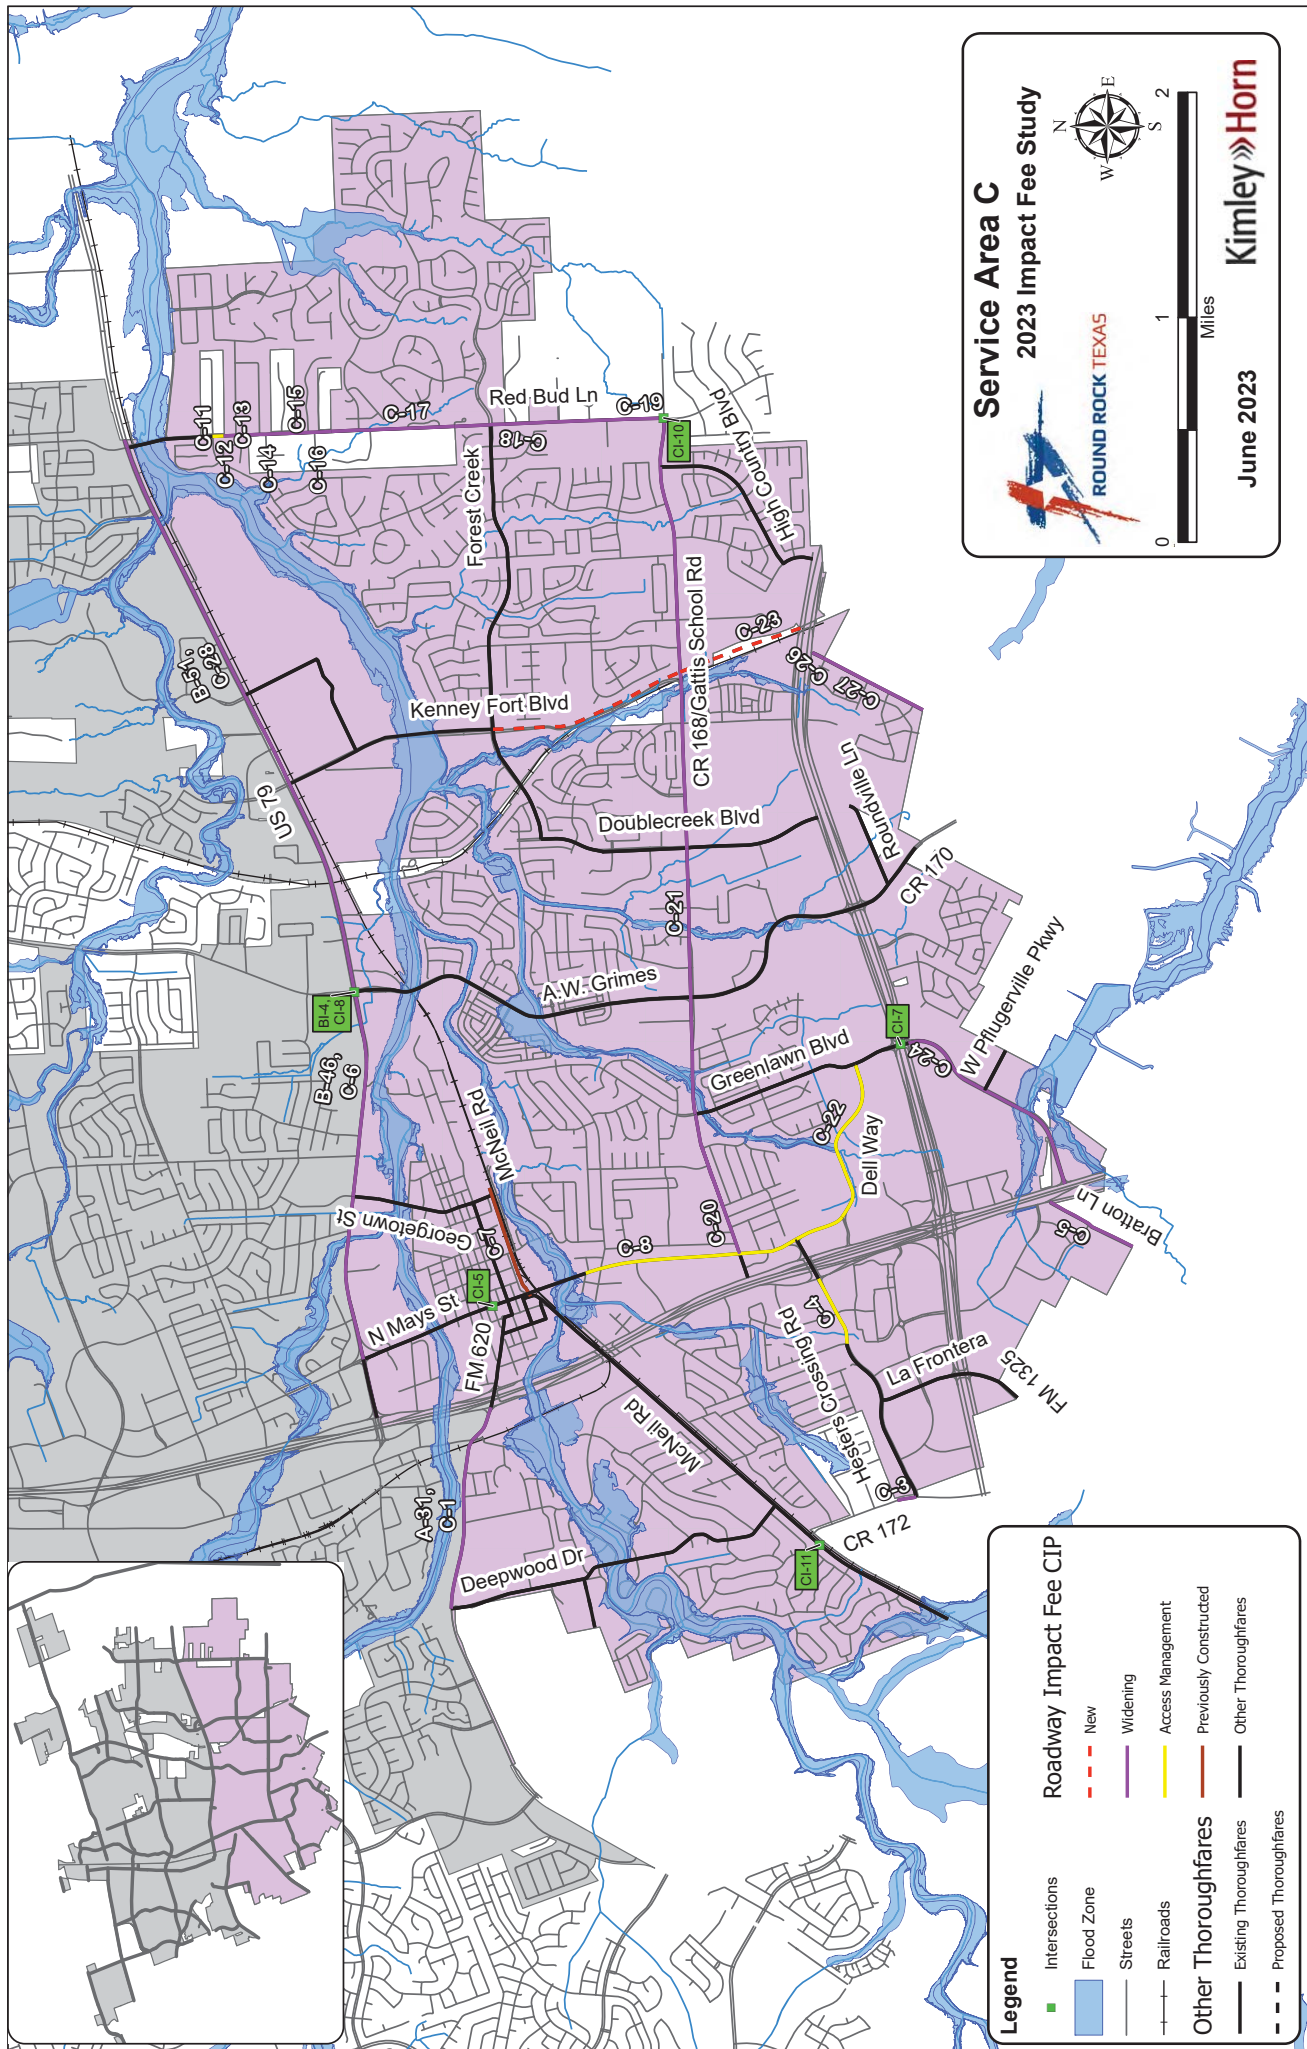 Service Area C
2023 Impact Fee Study
ROUND ROCK TEXAS
N
E
S
W
0
1
2
Miles
June 2023
Kimley»Horn
C-11
C-12
C-13
C-14
C-15
C-16
C-17
C-18
C-19
Red Bud Ln
CI-10
High Country Blvd
Forest Creek
B-51,
C-28
Kenney Fort Blvd
CR 168/Gattis School Rd
C-23
C-26
C-27
US 79
Doublecreek Blvd
Roundville Ln
C-21
CR 170
BI-4,
CI-8
A.W. Grimes
B-46,
C-6
CI-7
C-24
W Pflugerville Pkwy
Greenlawn Blvd
McNeil Rd
C-22
Dell Way
Georgetown St
C-7
C-8
C-20
Bratton Ln
C-5
CI-5
N Mays St
FM 620
C-4
Hesters Crossing Rd
La Frontera
FM 1325
McNeil Rd
A-31,
C-1
C-3
CR 172
Deepwood Dr
CI-11
Legend
Intersections
Flood Zone
Streets
Railroads
Other Thoroughfares
Existing Thoroughfares
Proposed Thoroughfares
Roadway Impact Fee CIP
New
Widening
Access Management
Previously Constructed
Other Thoroughfares